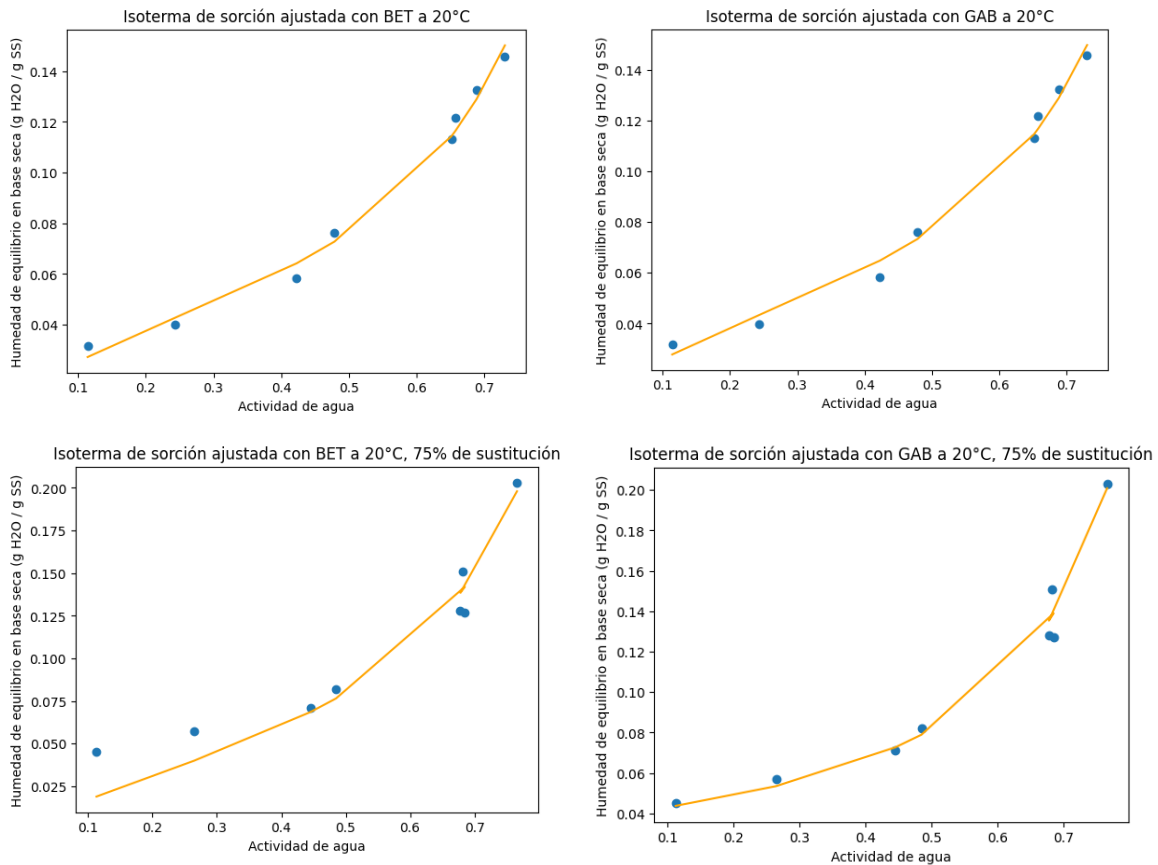 Isoterma de sorción ajustada con BET a 20°C
Humedad de equilibrio en base seca (g H2O / g SS)
0.14
0.12
0.10
0.08
0.06
0.04
0.1 0.2 0.3 0.4 0.5 0.6 0.7
Actividad de agua
Isoterma de sorción ajustada con GAB a 20°C
Humedad de equilibrio en base seca (g H2O / g SS)
0.14
0.12
0.10
0.08
0.06
0.04
0.1 0.2 0.3 0.4 0.5 0.6 0.7
Actividad de agua
Isoterma de sorción ajustada con BET a 20°C, 75% de sustitución
Humedad de equilibrio en base seca (g H2O / g SS)
0.200
0.175
0.150
0.125
0.100
0.075
0.050
0.025
0.1 0.2 0.3 0.4 0.5 0.6 0.7
Actividad de agua
Isoterma de sorción ajustada con GAB a 20°C, 75% de sustitución
Humedad de equilibrio en base seca (g H2O / g SS)
0.20
0.18
0.16
0.14
0.12
0.10
0.08
0.06
0.04
0.1 0.2 0.3 0.4 0.5 0.6 0.7
Actividad de agua